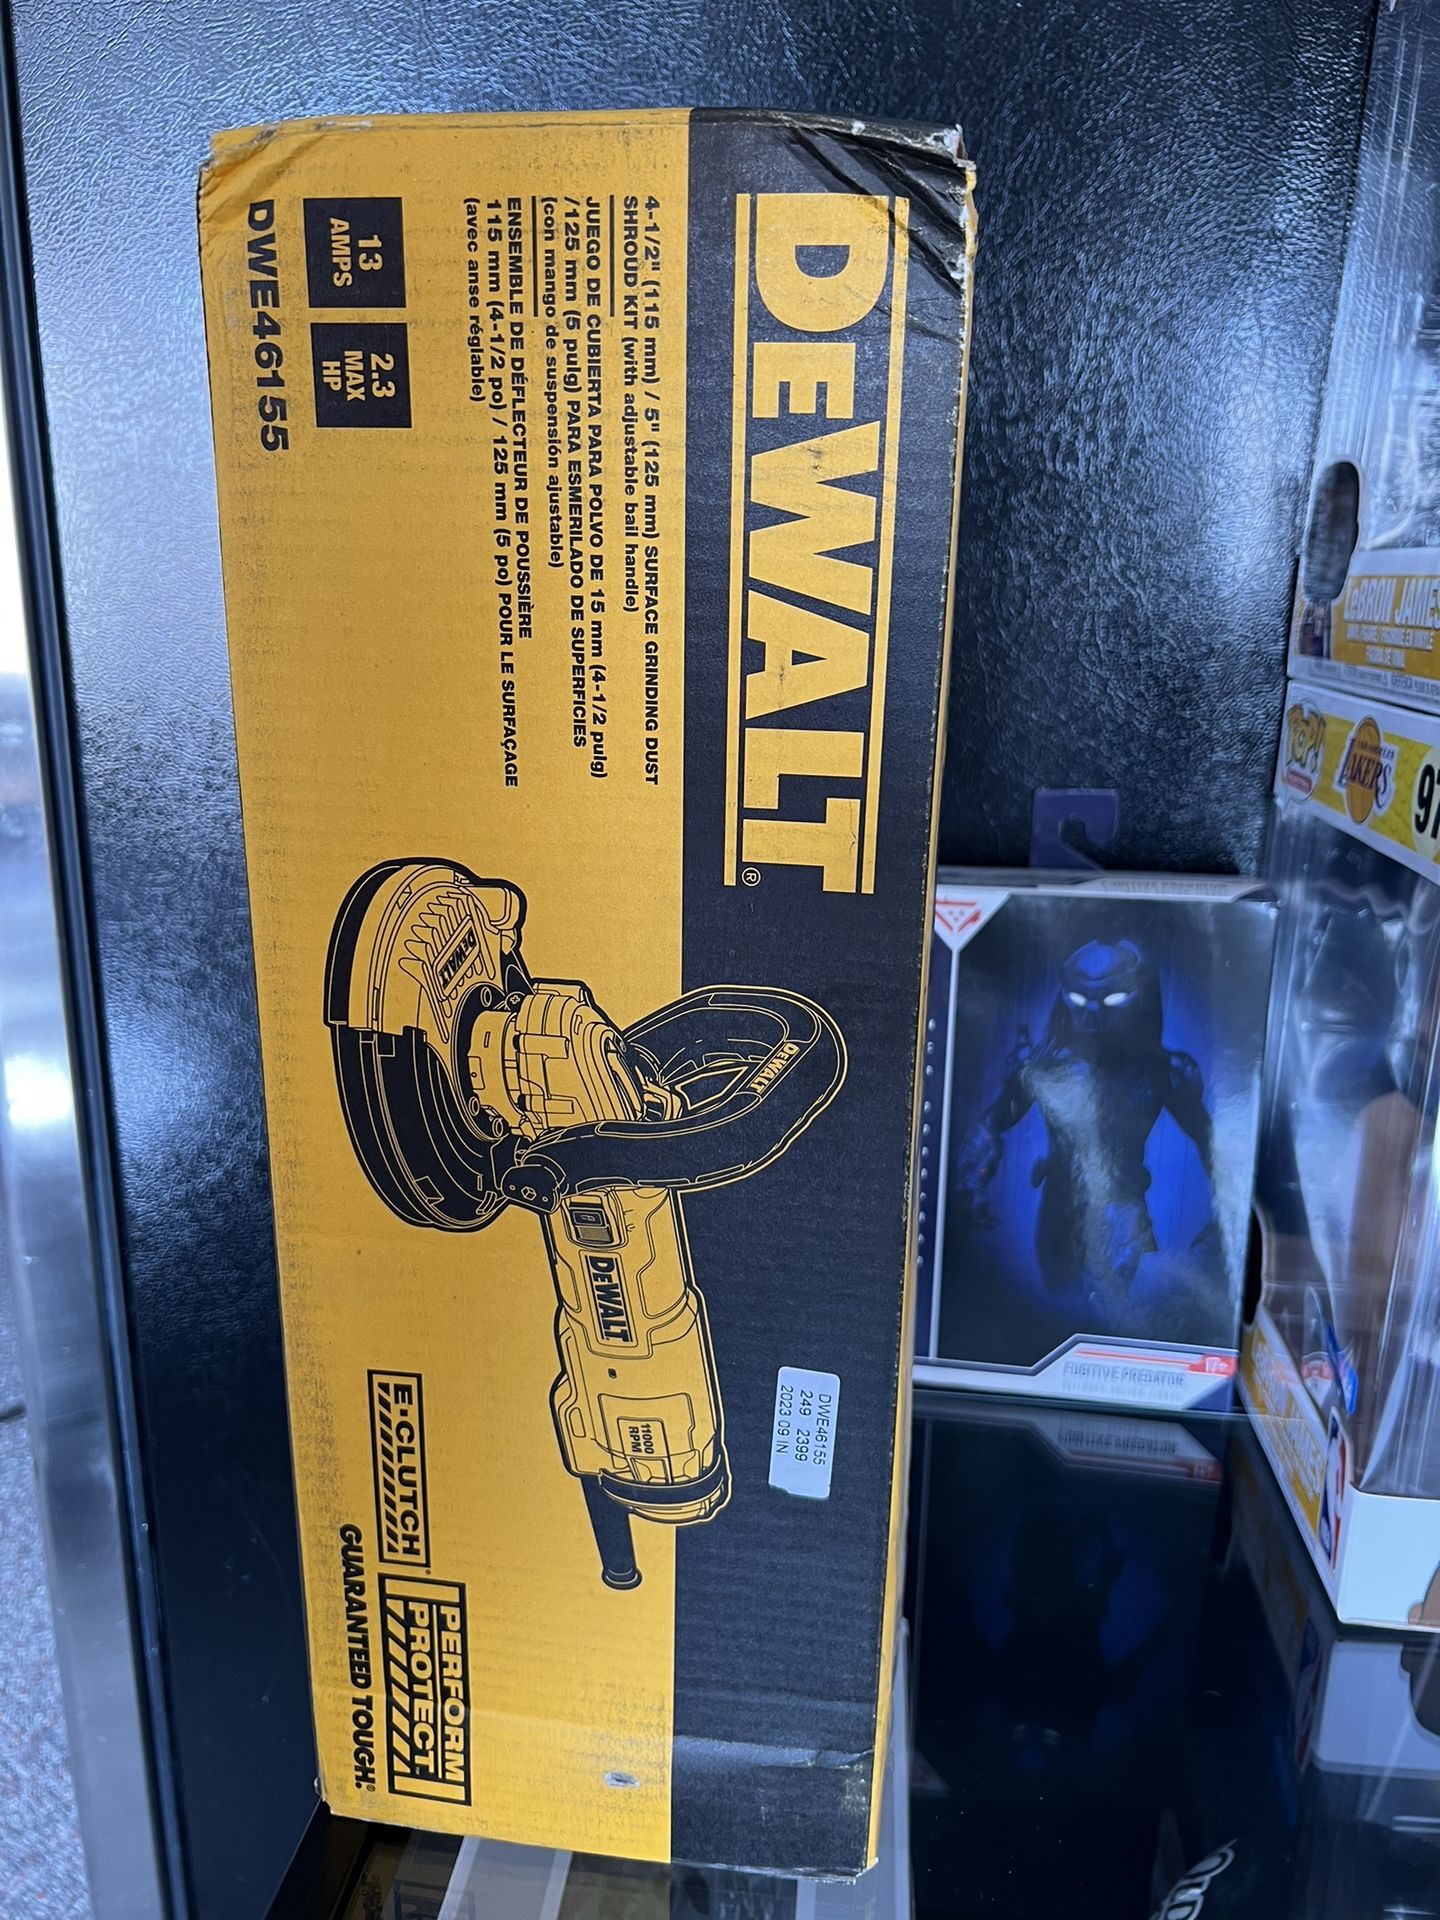 DEWALT®
4-1/2" (115 mm) / 5" (125 mm) SURFACE GRINDING DUST
SHROUD KIT (with adjustable bail handle)
JUEGO DE CUBIERTA PARA POLVO DE 15 mm (4-1/2 pulg)
/125 mm (5 pulg) PARA ESMERILADO DE SUPERFICIES
(con mango de suspensión ajustable)
ENSEMBLE DE DÉFLECTEUR DE POUSSIÈRE
115 mm (4-1/2 po) / 125 mm (5 po) POUR LE SURFAÇAGE
(avec anse réglable)
13
AMPS
2.3
MAX
HP
DWE46155
DEWALT
DEWALT
DEWALT
11000
RPM
DWE46155
249 2399
2023 09 IN
E-CLUTCH®
PERFORM
PROTECT
GUARANTEED TOUGH.®
FUGITIVE PREDATOR
17+
JAMES
POP!
LAKERS
97